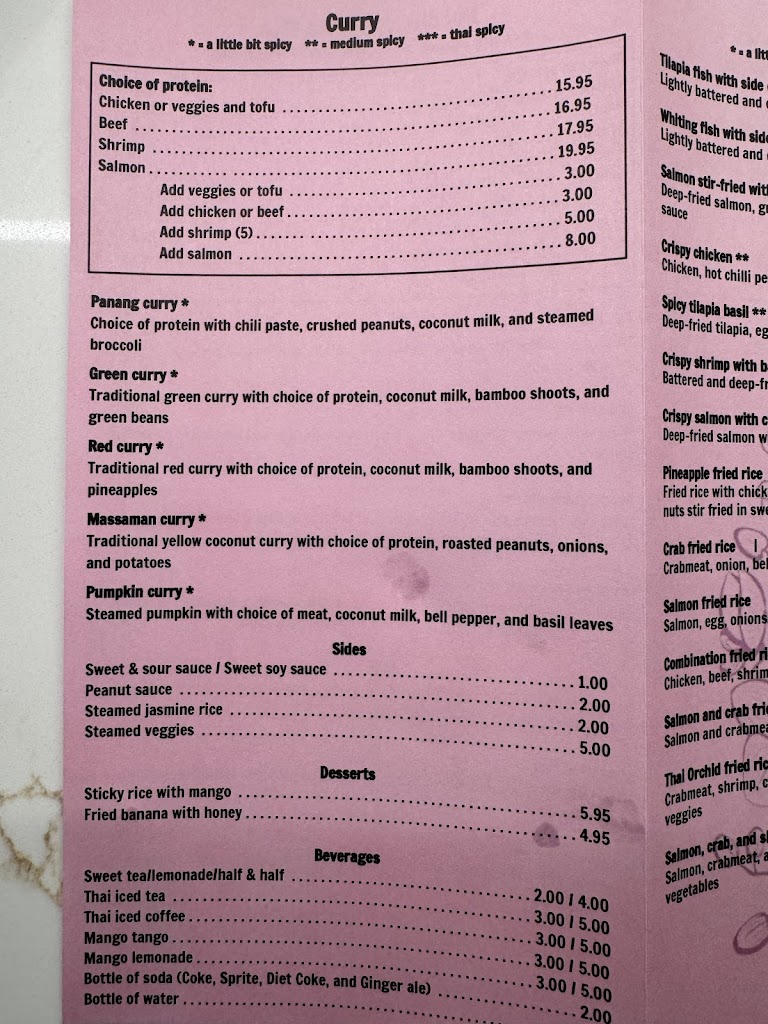 Curry
* = a little bit spicy ** = medium spicy *** = thai spicy
Choice of protein:
Chicken or veggies and tofu 15.95
Beef 16.95
Shrimp 17.95
Salmon 19.95
Add veggies or tofu 3.00
Add chicken or beef 3.00
Add shrimp (5) 5.00
Add salmon 8.00
Panang curry *
Choice of protein with chili paste, crushed peanuts, coconut milk, and steamed
broccoli
Green curry *
Traditional green curry with choice of protein, coconut milk, bamboo shoots, and
green beans
Red curry *
Traditional red curry with choice of protein, coconut milk, bamboo shoots, and
pineapples
Massaman curry *
Traditional yellow coconut curry with choice of protein, roasted peanuts, onions,
and potatoes
Pumpkin curry *
Steamed pumpkin with choice of meat, coconut milk, bell pepper, and basil leaves
Sides
Sweet & sour sauce / Sweet soy sauce 1.00
Peanut sauce 2.00
Steamed jasmine rice 2.00
Steamed veggies 5.00
Desserts
Sticky rice with mango 5.95
Fried banana with honey 4.95
Beverages
Sweet tea/lemonade/half & half 2.00 / 4.00
Thai iced tea 3.00 / 5.00
Thai iced coffee 3.00 / 5.00
Mango tango 3.00 / 5.00
Mango lemonade 3.00 / 5.00
Bottle of soda (Coke, Sprite, Diet Coke, and Ginger ale) 2.00
Bottle of water
* = a
Tilapia fish with side
Lightly battered and
Whiting fish with side
Lightly battered and
Salmon stir-fried
Deep-fried salmon,
sauce
Crispy chicken **
Chicken, hot chilli
Spicy tilapia basil **
Deep-fried tilapia,
Crispy shrimp with
Battered and
Crispy salmon with
Deep-fried salmon
Pineapple fried rice
Fried rice with
nuts stir fried in
Crab fried rice
Crabmeat, onion,
Salmon fried rice
Salmon, egg, onions
Combination fried
Chicken, beef,
Salmon and crab
Salmon and
Thai Orchid fried
Crabmeat, shrimp,
veggies
Salmon, crab, and
Salmon, crabmeat,
vegetables